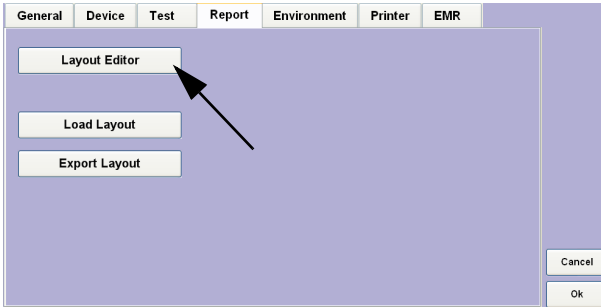 General Device Test Report Environment Printer EMR
Layout Editor
Load Layout
Export Layout
Cancel
Ok